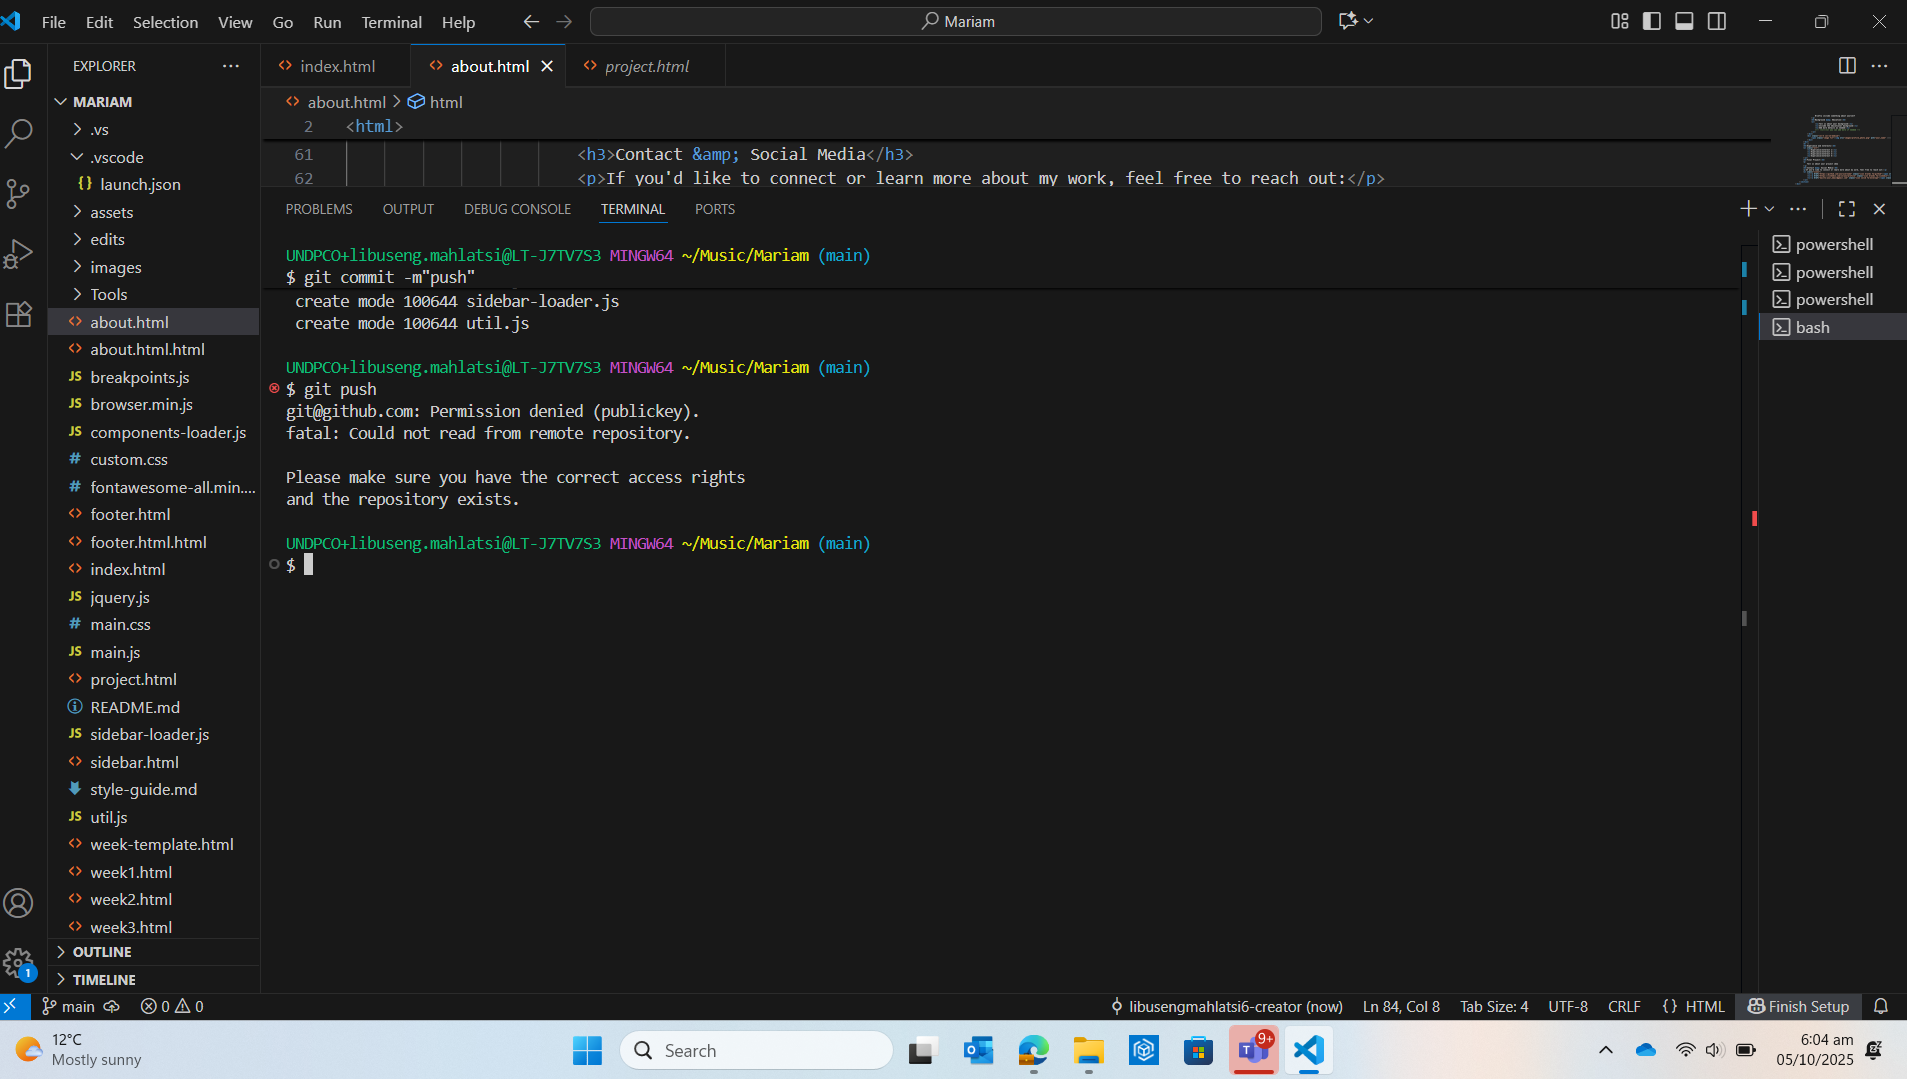 File Edit Selection View Go Run Terminal Help
Mariam
EXPLORER
MARIAM
.vs
.vscode
{} launch.json
assets
edits
images
Tools
<> about.html
<> about.html.html
JS breakpoints.js
JS browser.min.js
JS components-loader.js
# custom.css
# fontawesome-all.min....
<> footer.html
<> footer.html.html
<> index.html
JS jquery.js
# main.css
JS main.js
<> project.html
README.md
JS sidebar-loader.js
<> sidebar.html
style-guide.md
JS util.js
<> week-template.html
<> week1.html
<> week2.html
<> week3.html
OUTLINE
TIMELINE
<> index.html <> about.html <> project.html
<> about.html > html
2 <html>
61 <h3>Contact &amp; Social Media</h3>
62 <p>If you'd like to connect or learn more about my work, feel free to reach out:</p>
PROBLEMS OUTPUT DEBUG CONSOLE TERMINAL PORTS
UNDPCO+libuseng.mahlatsi@LT-J7TV7S3 MINGW64 ~/Music/Mariam (main)
$ git commit -m"push"
create mode 100644 sidebar-loader.js
create mode 100644 util.js
UNDPCO+libuseng.mahlatsi@LT-J7TV7S3 MINGW64 ~/Music/Mariam (main)
$ git push
git@github.com: Permission denied (publickey).
fatal: Could not read from remote repository.
Please make sure you have the correct access rights
and the repository exists.
UNDPCO+libuseng.mahlatsi@LT-J7TV7S3 MINGW64 ~/Music/Mariam (main)
$
powershell
powershell
powershell
bash
1
main 0 0 libusengmahlatsi6-creator (now) Ln 84, Col 8 Tab Size: 4 UTF-8 CRLF {} HTML Finish Setup
12°C
Mostly sunny
Search
9+
6:04 am
05/10/2025